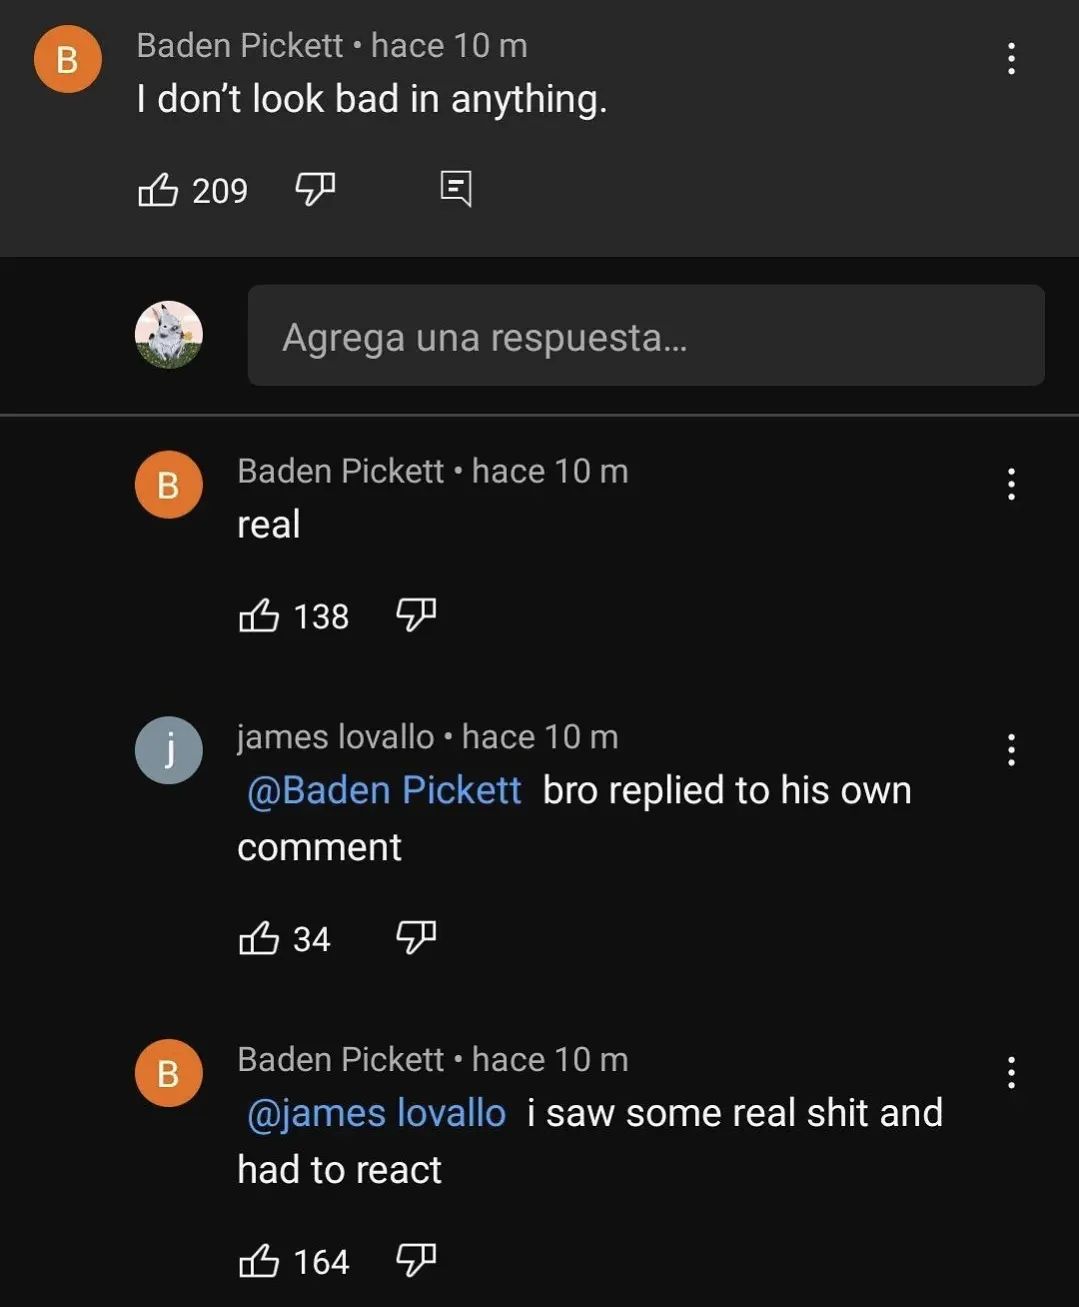 B
Baden Pickett • hace 10 m
I don’t look bad in anything.
209
Agrega una respuesta...
B
Baden Pickett • hace 10 m
real
138
j
james lovallo • hace 10 m
@Baden Pickett bro replied to his own
comment
34
B
Baden Pickett • hace 10 m
@james lovallo i saw some real shit and
had to react
164